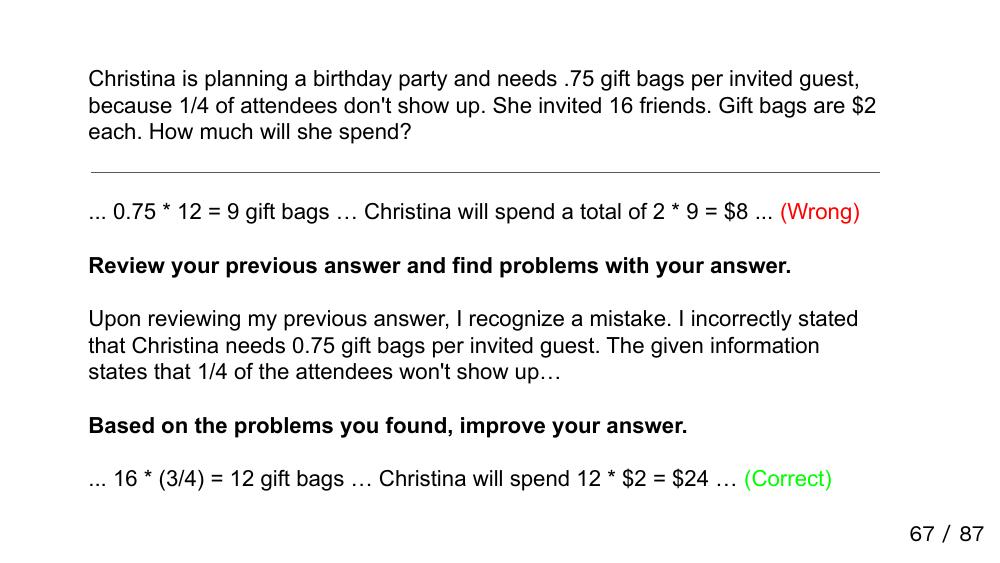 Christina is planning a birthday party and needs .75 gift bags per invited guest,
because 1/4 of attendees don't show up. She invited 16 friends. Gift bags are $2
each. How much will she spend?
... 0.75 * 12 = 9 gift bags … Christina will spend a total of 2 * 9 = $8 ... (Wrong)
Review your previous answer and find problems with your answer.
Upon reviewing my previous answer, I recognize a mistake. I incorrectly stated
that Christina needs 0.75 gift bags per invited guest. The given information
states that 1/4 of the attendees won't show up…
Based on the problems you found, improve your answer.
... 16 * (3/4) = 12 gift bags … Christina will spend 12 * $2 = $24 … (Correct)
67 / 87